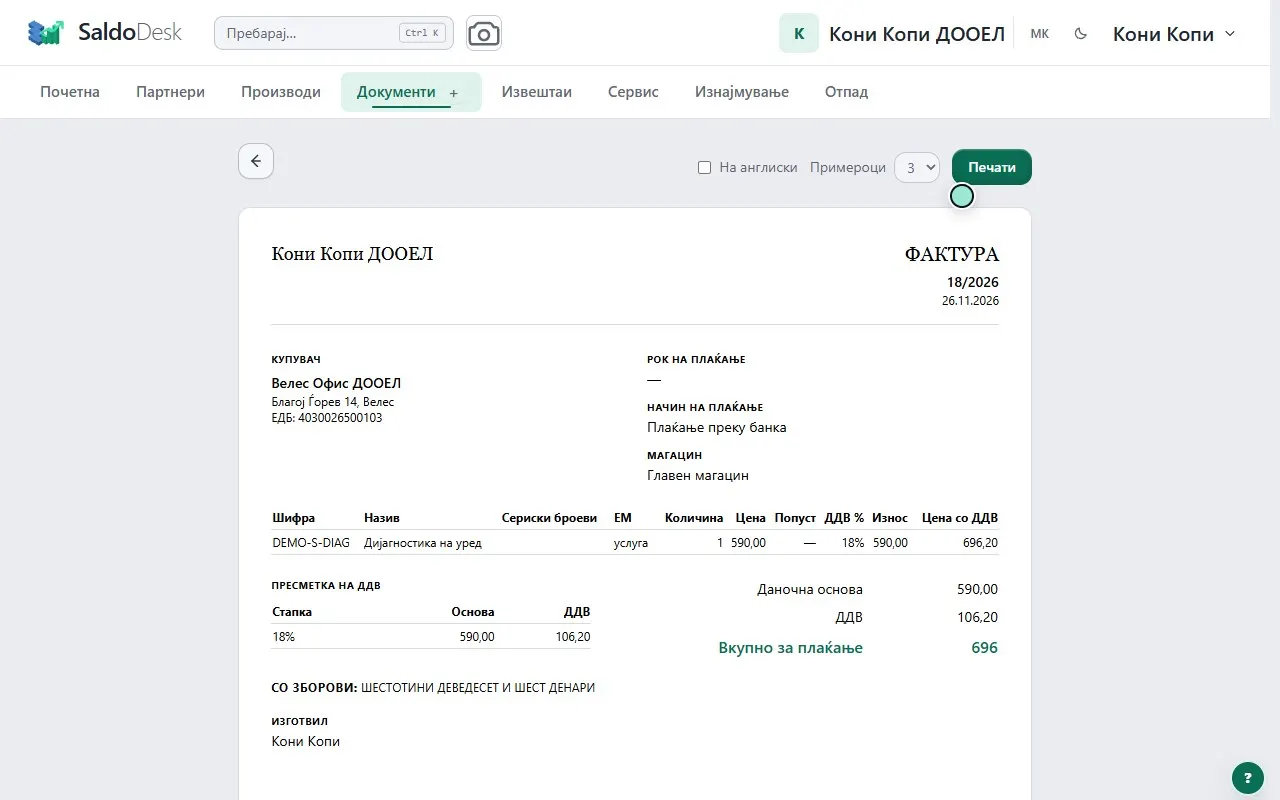 SaldoDesk
Пребарај...
Ctrl K
К
Кони Копи ДООЕЛ
МК
Кони Копи
Почетна
Партнери
Производи
Документи +
Извештаи
Сервис
Изнајмување
Отпад
На англиски
Примероци
3
Печати
Кони Копи ДООЕЛ
ФАКТУРА
18/2026
26.11.2026
КУПУВАЧ
Велес Офис ДООЕЛ
Благој Ѓорев 14, Велес
ЕДБ: 4030026500103
РОК НА ПЛАЌАЊЕ
—
НАЧИН НА ПЛАЌАЊЕ
Плаќање преку банка
МАГАЦИН
Главен магацин
Шифра Назив Сериски броеви ЕМ Количина Цена Попуст ДДВ % Износ Цена со ДДВ
DEMO-S-DIAG Дијагностика на уред услуга 1 590,00 — 18% 590,00 696,20
ПРЕСМЕТКА НА ДДВ
Стапка Основа ДДВ
18% 590,00 106,20
Даночна основа 590,00
ДДВ 106,20
Вкупно за плаќање 696
СО ЗБОРОВИ: ШЕСТОТИНИ ДЕВЕДЕСЕТ И ШЕСТ ДЕНАРИ
ИЗГОТВИЛ
Кони Копи
?